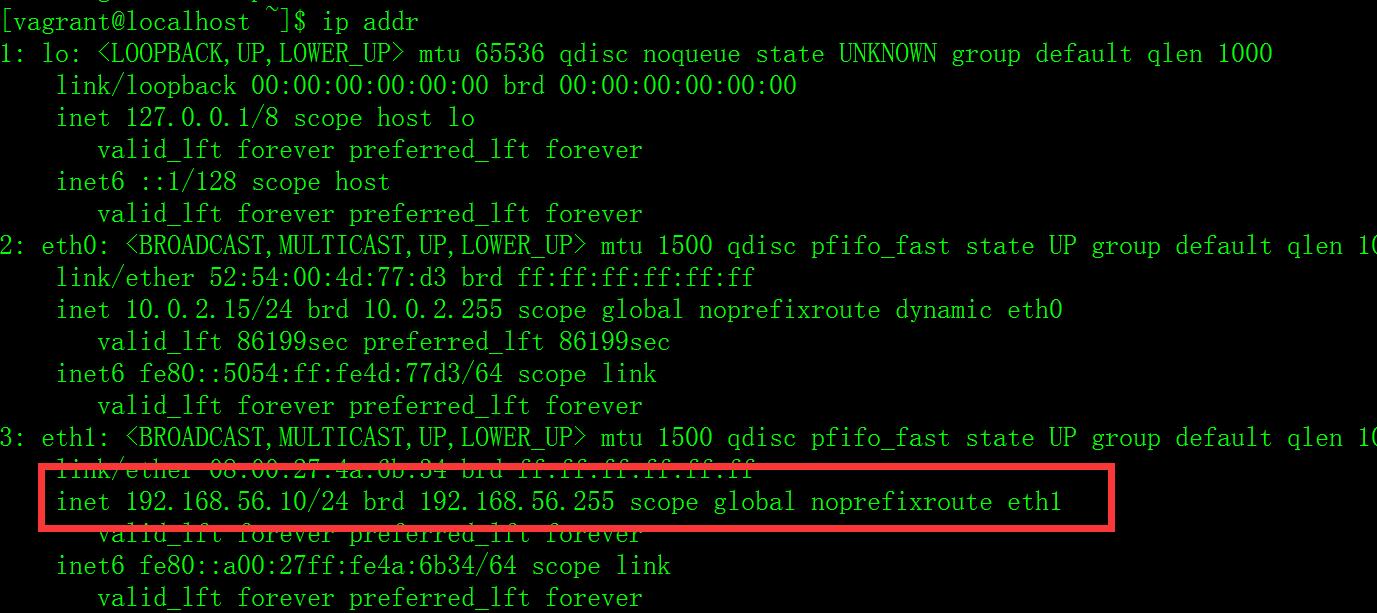 [vagrant@localhost ~]$ ip addr
1: lo: <LOOPBACK,UP,LOWER_UP> mtu 65536 qdisc noqueue state UNKNOWN group default qlen 1000
link/loopback 00:00:00:00:00:00 brd 00:00:00:00:00:00
inet 127.0.0.1/8 scope host lo
valid_lft forever preferred_lft forever
inet6 ::1/128 scope host
valid_lft forever preferred_lft forever
2: eth0: <BROADCAST,MULTICAST,UP,LOWER_UP> mtu 1500 qdisc pfifo_fast state UP group default qlen 10
link/ether 52:54:00:4d:77:d3 brd ff:ff:ff:ff:ff:ff
inet 10.0.2.15/24 brd 10.0.2.255 scope global noprefixroute dynamic eth0
valid_lft 86199sec preferred_lft 86199sec
inet6 fe80::5054:ff:fe4d:77d3/64 scope link
valid_lft forever preferred_lft forever
3: eth1: <BROADCAST,MULTICAST,UP,LOWER_UP> mtu 1500 qdisc pfifo_fast state UP group default qlen 10
link/ether 08:00:27:4a:6b:34 brd ff:ff:ff:ff:ff:ff
inet 192.168.56.10/24 brd 192.168.56.255 scope global noprefixroute eth1
valid_lft forever preferred_lft forever
inet6 fe80::a00:27ff:fe4a:6b34/64 scope link
valid_lft forever preferred_lft forever